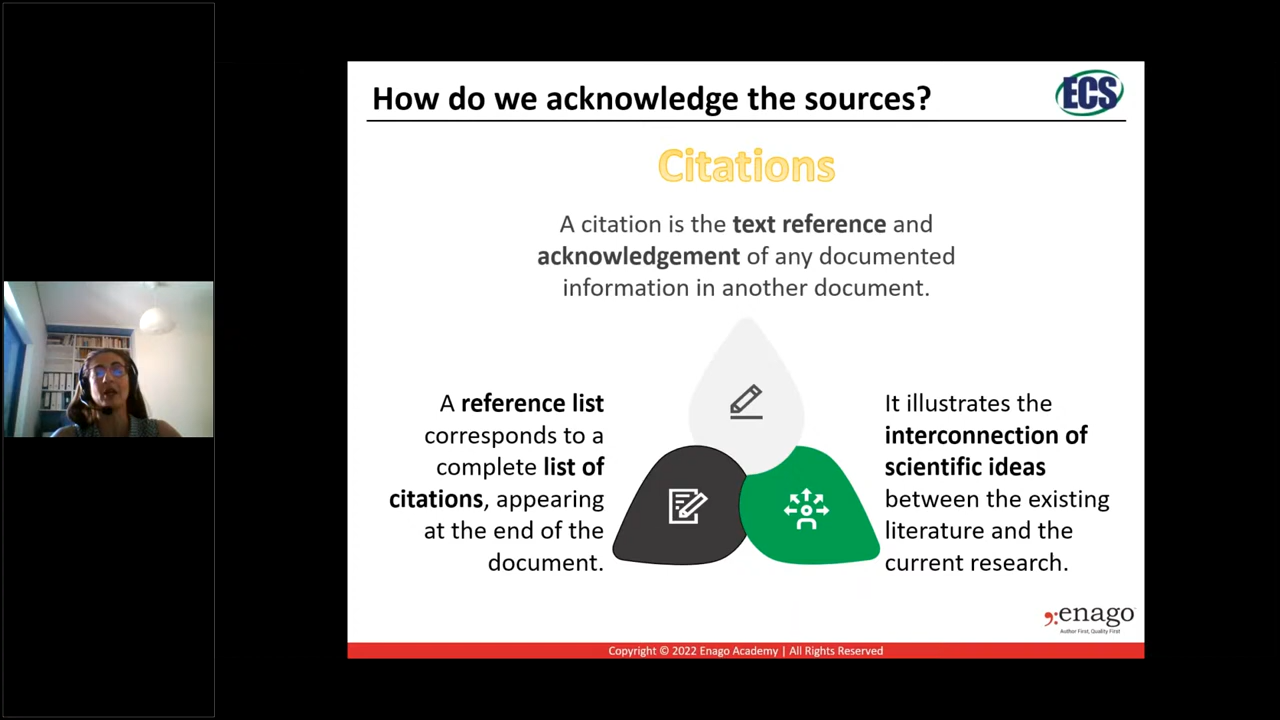 How do we acknowledge the sources?
ECS
Citations
A citation is the text reference and
acknowledgement of any documented
information in another document.
A reference list
corresponds to a
complete list of
citations, appearing
at the end of the
document.
It illustrates the
interconnection of
scientific ideas
between the existing
literature and the
current research.
enago
Author First, Quality First
Copyright © 2022 Enago Academy | All Rights Reserved